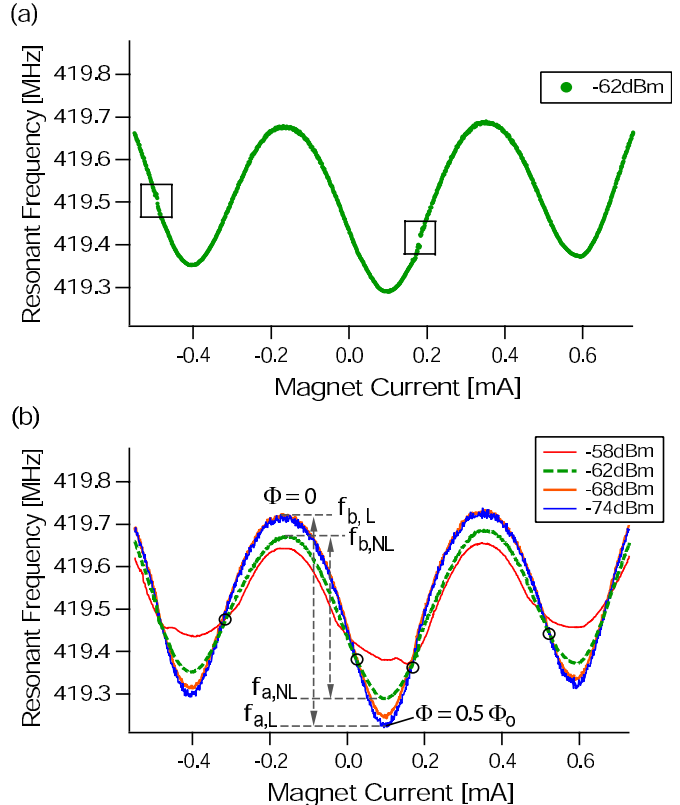 (a)
Resonant Frequency [MHz]
419.8
419.7
419.6
419.5
419.4
419.3
-62dBm
-0.4
-0.2
0.0
0.2
0.4
0.6
Magnet Current [mA]
(b)
Resonant Frequency [MHz]
419.8
419.7
419.6
419.5
419.4
419.3
-58dBm
-62dBm
-68dBm
-74dBm
Φ = 0
f_b, L
f_b,NL
f_a,NL
f_a,L
Φ = 0.5 Φ_o
-0.4
-0.2
0.0
0.2
0.4
0.6
Magnet Current [mA]